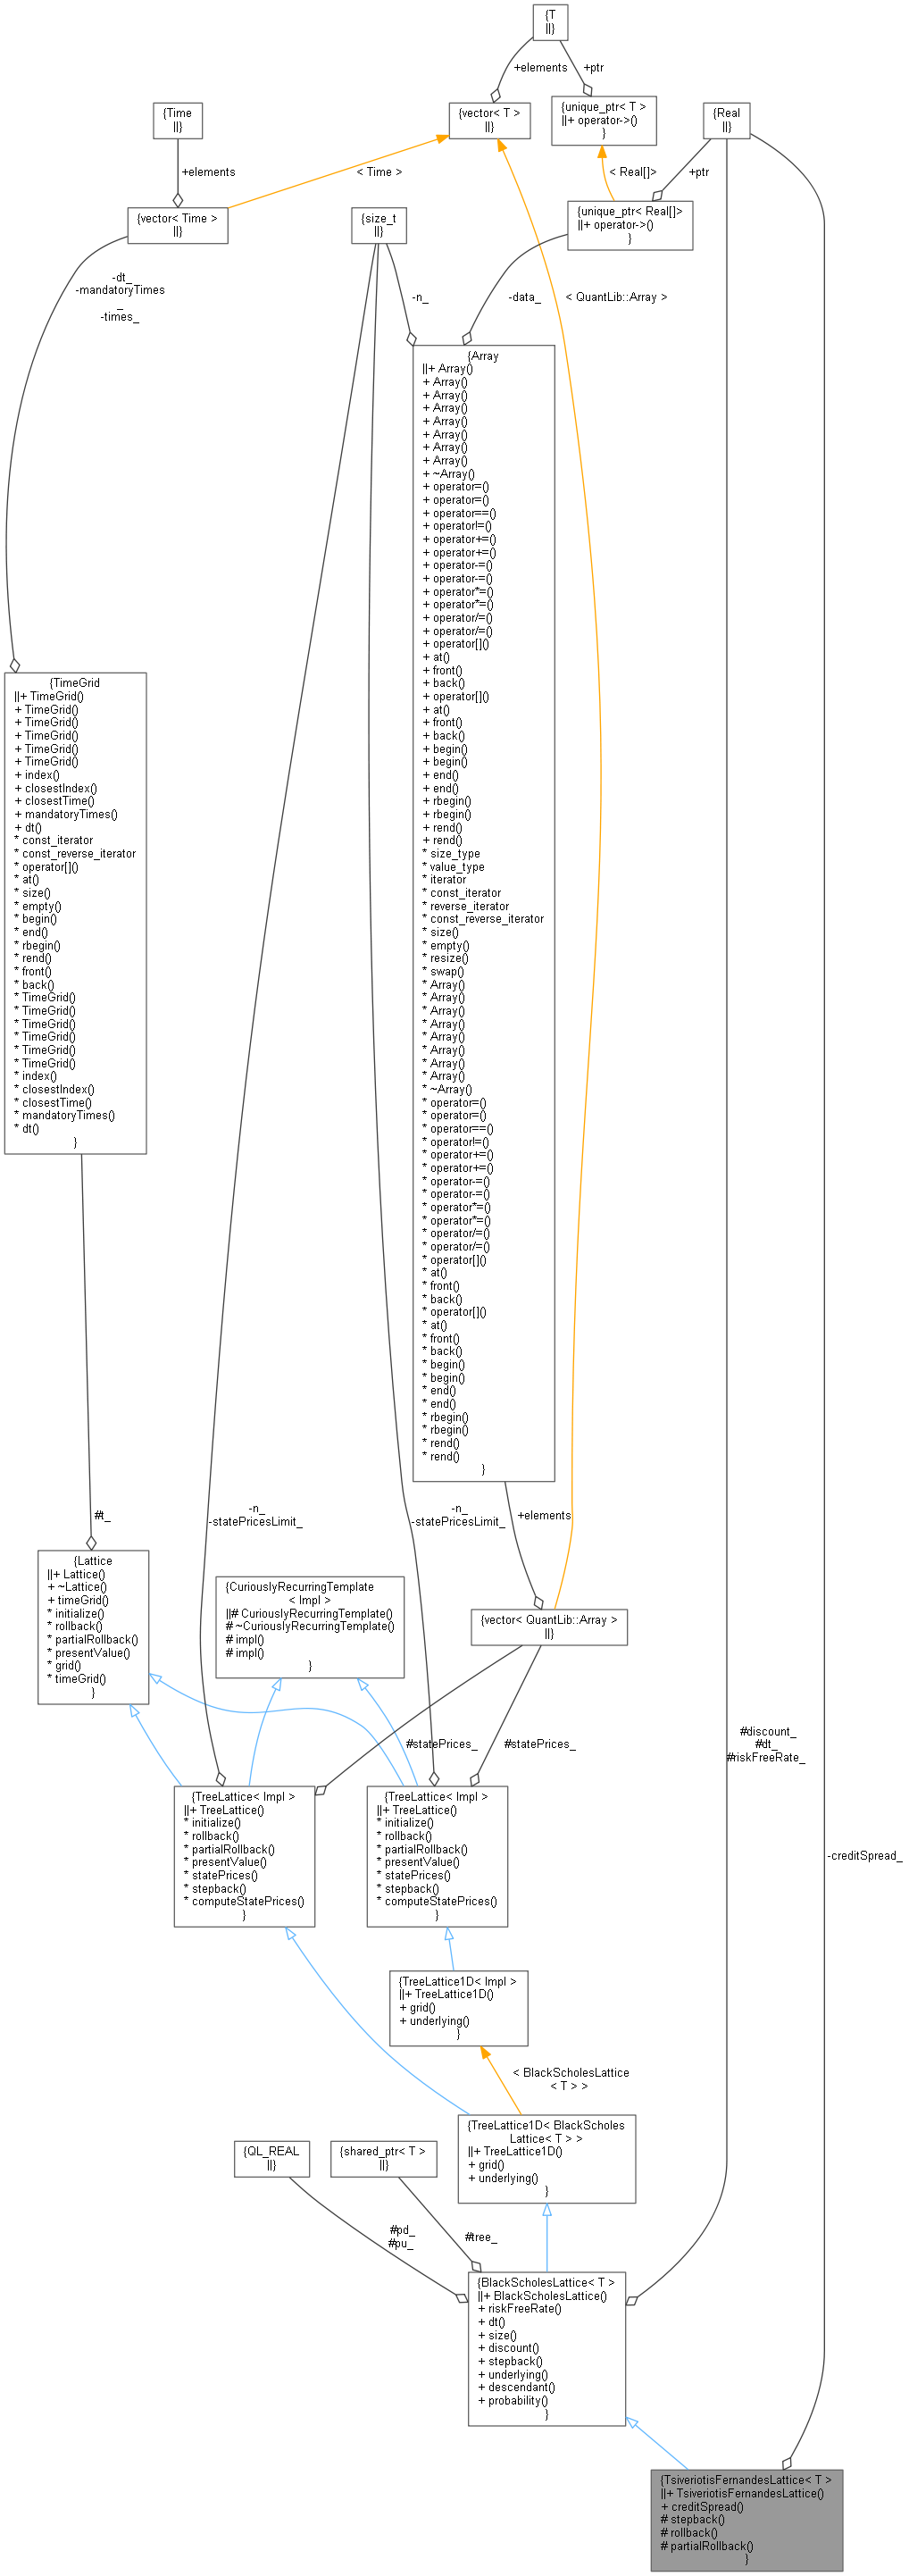 {T
||}
+elements
+ptr
{Time
||}
{vector< T >
||}
{unique_ptr< T >
||+ operator->()
}
{Real
||}
+elements
< Time >
< Real[]>
+ptr
{vector< Time >
||}
{size_t
||}
{unique_ptr< Real[]>
||+ operator->()
}
-dt_
-mandatoryTimes
_
-times_
-n_
-data_
< QuantLib::Array >
{Array
||+ Array()
+ Array()
+ Array()
+ Array()
+ Array()
+ Array()
+ Array()
+ Array()
+ ~Array()
+ operator=()
+ operator=()
+ operator==()
+ operator!=()
+ operator+=()
+ operator+=()
+ operator-=()
+ operator-=()
+ operator*=()
+ operator*=()
+ operator/=()
+ operator/=()
+ operator[]()
+ at()
+ front()
+ back()
+ operator[]()
+ at()
+ front()
+ back()
+ begin()
+ begin()
+ end()
+ end()
+ rbegin()
+ rbegin()
+ rend()
+ rend()
* size_type
* value_type
* iterator
* const_iterator
* reverse_iterator
* const_reverse_iterator
* size()
* empty()
* resize()
* swap()
* Array()
* Array()
* Array()
* Array()
* Array()
* Array()
* Array()
* Array()
* ~Array()
* operator=()
* operator=()
* operator==()
* operator!=()
* operator+=()
* operator+=()
* operator-=()
* operator-=()
* operator*=()
* operator*=()
* operator/=()
* operator/=()
* operator[]()
* at()
* front()
* back()
* operator[]()
* at()
* front()
* back()
* begin()
* begin()
* end()
* end()
* rbegin()
* rbegin()
* rend()
* rend()
}
{TimeGrid
||+ TimeGrid()
+ TimeGrid()
+ TimeGrid()
+ TimeGrid()
+ TimeGrid()
+ TimeGrid()
+ index()
+ closestIndex()
+ closestTime()
+ mandatoryTimes()
+ dt()
* const_iterator
* const_reverse_iterator
* operator[]()
* at()
* size()
* empty()
* begin()
* end()
* rbegin()
* rend()
* front()
* back()
* TimeGrid()
* TimeGrid()
* TimeGrid()
* TimeGrid()
* TimeGrid()
* TimeGrid()
* index()
* closestIndex()
* closestTime()
* mandatoryTimes()
* dt()
}
#t_
-n_
-statePricesLimit_
-n_
-statePricesLimit_
+elements
{Lattice
||+ Lattice()
+ ~Lattice()
+ timeGrid()
* initialize()
* rollback()
* partialRollback()
* presentValue()
* grid()
* timeGrid()
}
{CuriouslyRecurringTemplate
< Impl >
||# CuriouslyRecurringTemplate()
# ~CuriouslyRecurringTemplate()
# impl()
# impl()
}
{vector< QuantLib::Array >
||}
#statePrices_
#statePrices_
#discount_
#dt_
#riskFreeRate_
{TreeLattice< Impl >
||+ TreeLattice()
* initialize()
* rollback()
* partialRollback()
* presentValue()
* statePrices()
* stepback()
* computeStatePrices()
}
{TreeLattice< Impl >
||+ TreeLattice()
* initialize()
* rollback()
* partialRollback()
* presentValue()
* statePrices()
* stepback()
* computeStatePrices()
}
-creditSpread_
{TreeLattice1D< Impl >
||+ TreeLattice1D()
+ grid()
+ underlying()
}
< BlackScholesLattice
< T > >
{TreeLattice1D< BlackScholes
Lattice< T > >
||+ TreeLattice1D()
+ grid()
+ underlying()
}
{QL_REAL
||}
{shared_ptr< T >
||}
#pd_
#pu_
#tree_
{BlackScholesLattice< T >
||+ BlackScholesLattice()
+ riskFreeRate()
+ dt()
+ size()
+ discount()
+ stepback()
+ underlying()
+ descendant()
+ probability()
}
{TsiveriotisFernandesLattice< T >
||+ TsiveriotisFernandesLattice()
+ creditSpread()
# stepback()
# rollback()
# partialRollback()
}